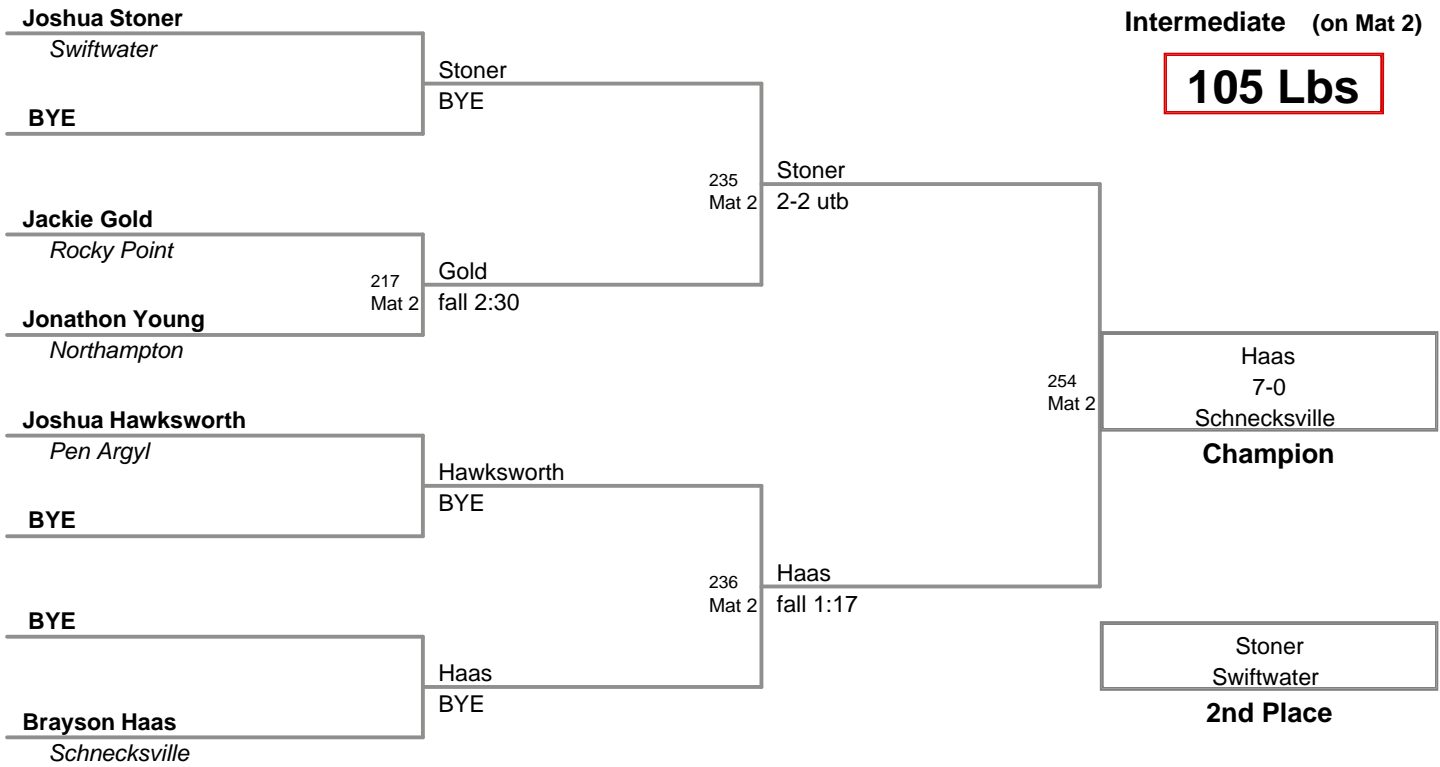 Joshua Stoner
Swiftwater
BYE
Stoner
BYE
Jackie Gold
Rocky Point
217
Mat 2
Gold
fall 2:30
Jonathon Young
Northampton
235
Mat 2
Stoner
2-2 utb
Joshua Hawksworth
Pen Argyl
BYE
Hawksworth
BYE
BYE
Haas
BYE
Brayson Haas
Schnecksville
236
Mat 2
Haas
fall 1:17
Intermediate (on Mat 2)
105 Lbs
254
Mat 2
Haas
7-0
Schnecksville
Champion
Stoner
Swiftwater
2nd Place